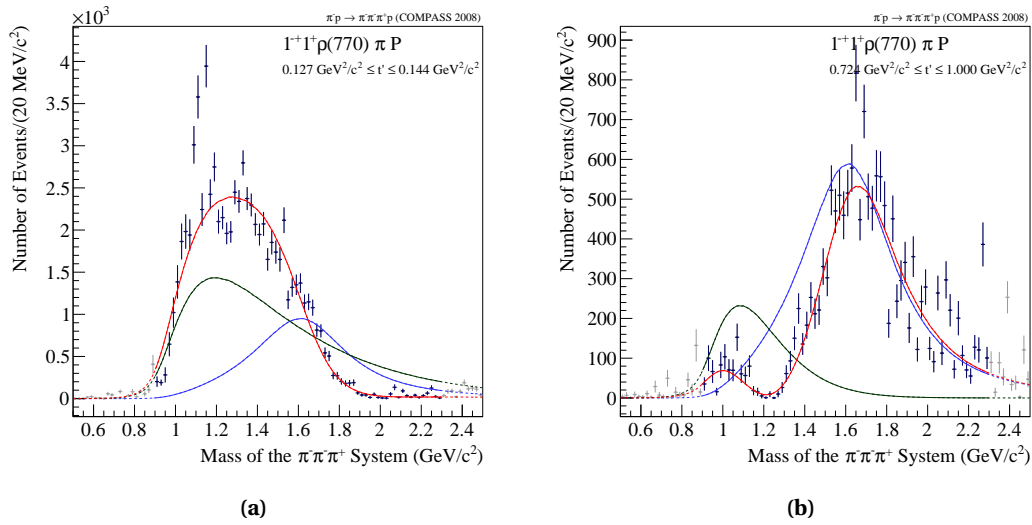 π⁻p → π⁻π⁻π⁺p (COMPASS 2008)
×10³
1⁻⁺1⁺ρ(770) π P
0.127 GeV²/c² ≤ t' ≤ 0.144 GeV²/c²
Number of Events/(20 MeV/c²)
4
3.5
3
2.5
2
1.5
1
0.5
0
0.6 0.8 1 1.2 1.4 1.6 1.8 2 2.2 2.4
Mass of the π⁻π⁻π⁺ System (GeV/c²)
(a)
π⁻p → π⁻π⁻π⁺p (COMPASS 2008)
1⁻⁺1⁺ρ(770) π P
0.724 GeV²/c² ≤ t' ≤ 1.000 GeV²/c²
Number of Events/(20 MeV/c²)
900
800
700
600
500
400
300
200
100
0
0.6 0.8 1 1.2 1.4 1.6 1.8 2 2.2 2.4
Mass of the π⁻π⁻π⁺ System (GeV/c²)
(b)